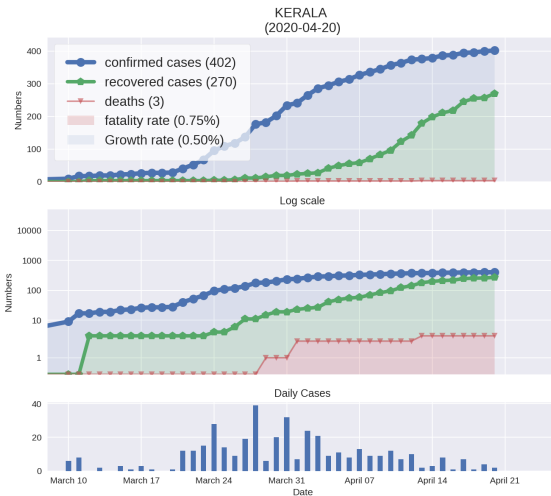 KERALA
(2020-04-20)
400
300
200
100
0
Numbers
confirmed cases (402)
recovered cases (270)
deaths (3)
fatality rate (0.75%)
Growth rate (0.50%)
Log scale
10000
1000
100
10
1
Numbers
Daily Cases
40
20
0
March 10
March 17
March 24
March 31
April 07
April 14
April 21
Date